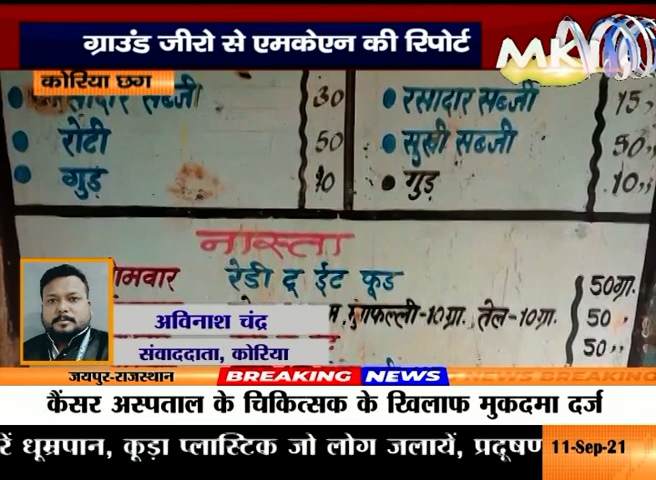 ग्राउंड जीरो से एमकेएन की रिपोर्ट
MKN
कोरिया छग
सब्जी 30
रोटी 50
गुड़ 10
रसादार सब्जी 15,,
सुखी सब्जी 50,,
गुड़ 10,,
नास्ता
रेडी टू ईट फूड 50ग्रा.
मुगफल्ली-10ग्रा. तेल-10ग्रा. 50
50,,
अविनाश चंद्र
संवाददाता, कोरिया
जयपुर-राजस्थान
BREAKING NEWS
कैंसर अस्पताल के चिकित्सक के खिलाफ मुकदमा दर्ज
धूम्रपान, कूड़ा प्लास्टिक जो लोग जलायें, प्रदूषण
11-Sep-21